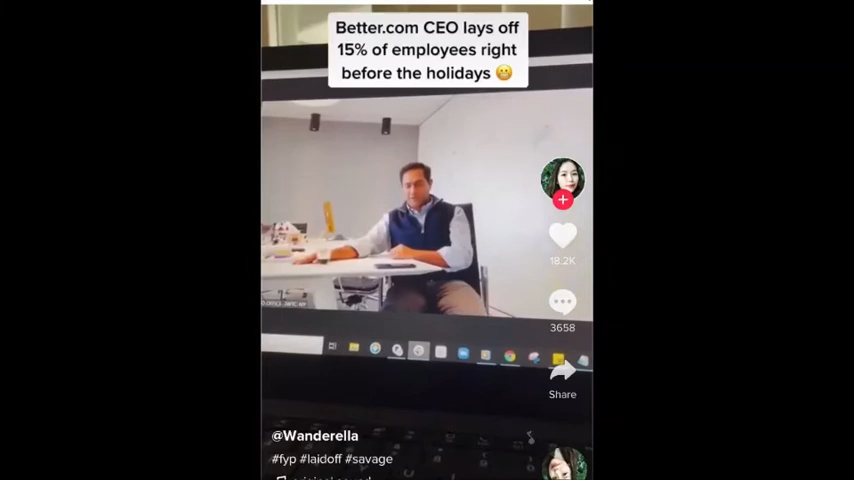 Better.com CEO lays off
15% of employees right
before the holidays 😬
18.2K
3658
Share
@Wanderella
#fyp #laidoff #savage